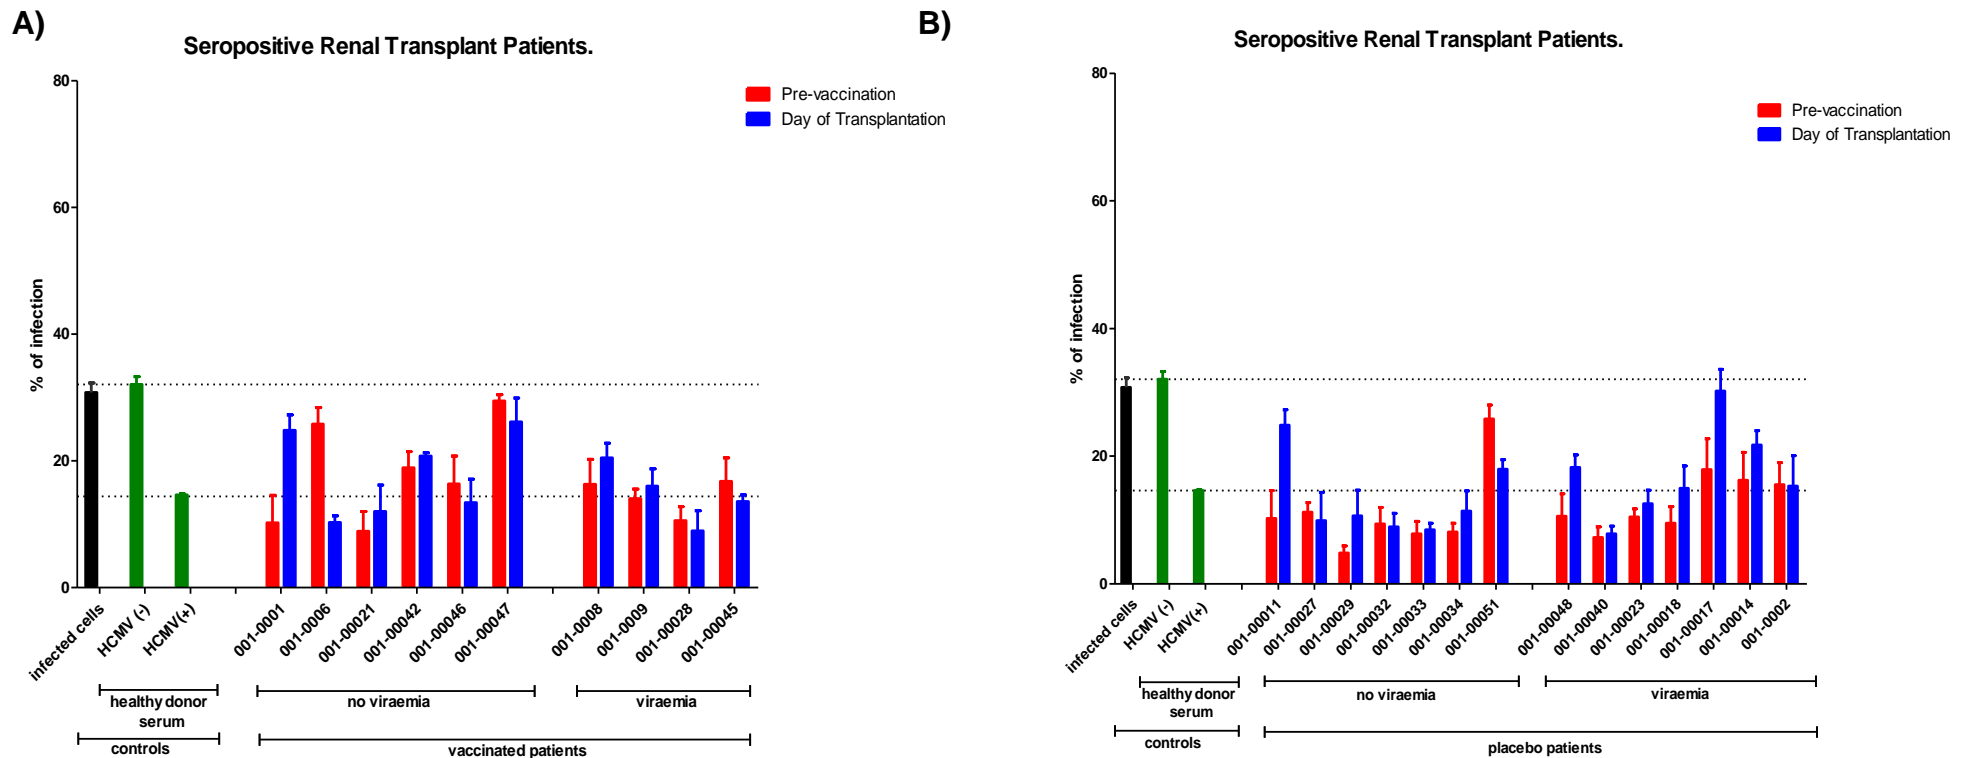 A)
Seropositive Renal Transplant Patients.
Pre-vaccination
Day of Transplantation
% of infection
80
60
40
20
0
infected cells
HCMV (-)
HCMV(+)
001-0001
001-0006
001-00021
001-00042
001-00046
001-00047
001-00008
001-0009
001-00028
001-00045
healthy donor
serum
no viraemia
viraemia
controls
vaccinated patients
B)
Seropositive Renal Transplant Patients.
Pre-vaccination
Day of Transplantation
% of infection
80
60
40
20
0
infected cells
HCMV (-)
HCMV(+)
001-00011
001-00027
001-00029
001-00032
001-00033
001-00034
001-00051
001-00048
001-00040
001-00023
001-00018
001-00017
001-00014
001-0002
healthy donor
serum
no viraemia
viraemia
controls
placebo patients